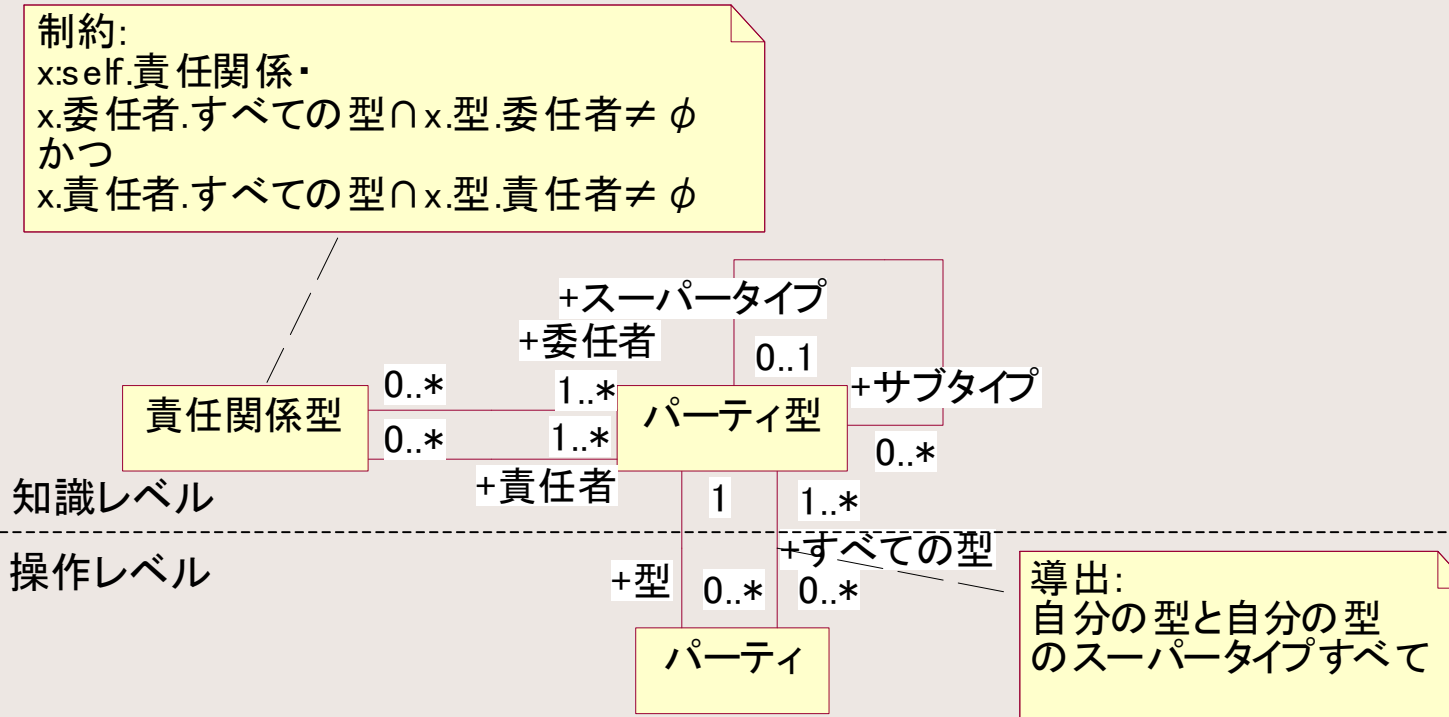 制約:
x:self.責任関係・
x.委任者.すべての型∩x.型.委任者≠φ
かつ
x.責任者.すべての型∩x.型.責任者≠φ
+スーパータイプ
+委任者
0..1
+サブタイプ
0..*
1..*
責任関係型
パーティ型
0..*
1..*
0..*
+責任者
知識レベル
1
1..*
+すべての型
操作レベル
+型
0..*
0..*
導出:
自分の型と自分の型
のスーパータイプすべて
パーティ